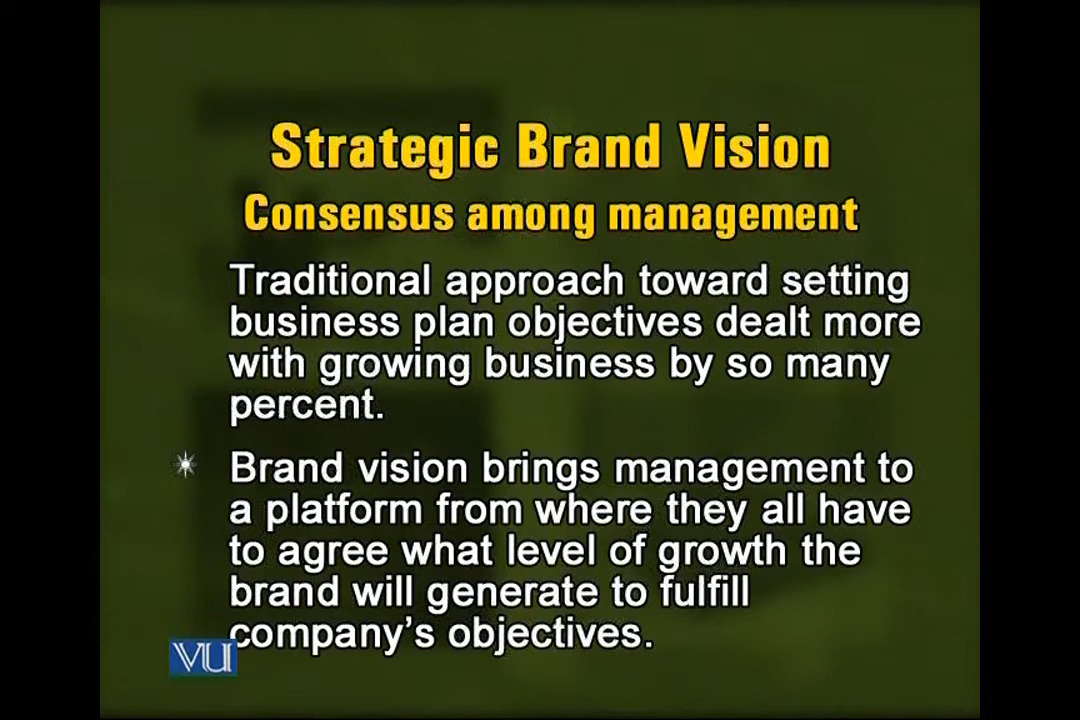 Strategic Brand Vision
Consensus among management
Traditional approach toward setting
business plan objectives dealt more
with growing business by so many
percent.
Brand vision brings management to
a platform from where they all have
to agree what level of growth the
brand will generate to fulfill
company's objectives.
VU